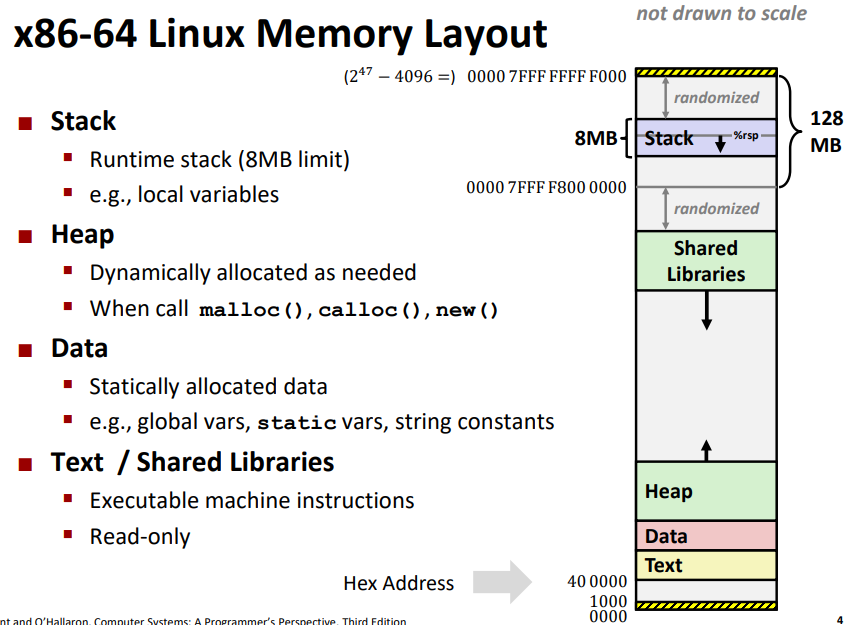 x86-64 Linux Memory Layout
not drawn to scale
(2⁴⁷ − 4096 =) 0000 7FFF FFFF F000
■ Stack
▪ Runtime stack (8MB limit)
▪ e.g., local variables
■ Heap
▪ Dynamically allocated as needed
▪ When call malloc(), calloc(), new()
■ Data
▪ Statically allocated data
▪ e.g., global vars, static vars, string constants
■ Text / Shared Libraries
▪ Executable machine instructions
▪ Read-only
randomized
8MB
Stack
%rsp
128
MB
0000 7FFF F800 0000
randomized
Shared
Libraries
Heap
Data
Text
Hex Address
40 0000
1000
0000
nt and O'Hallaron, Computer Systems: A Programmer's Perspective, Third Edition
4